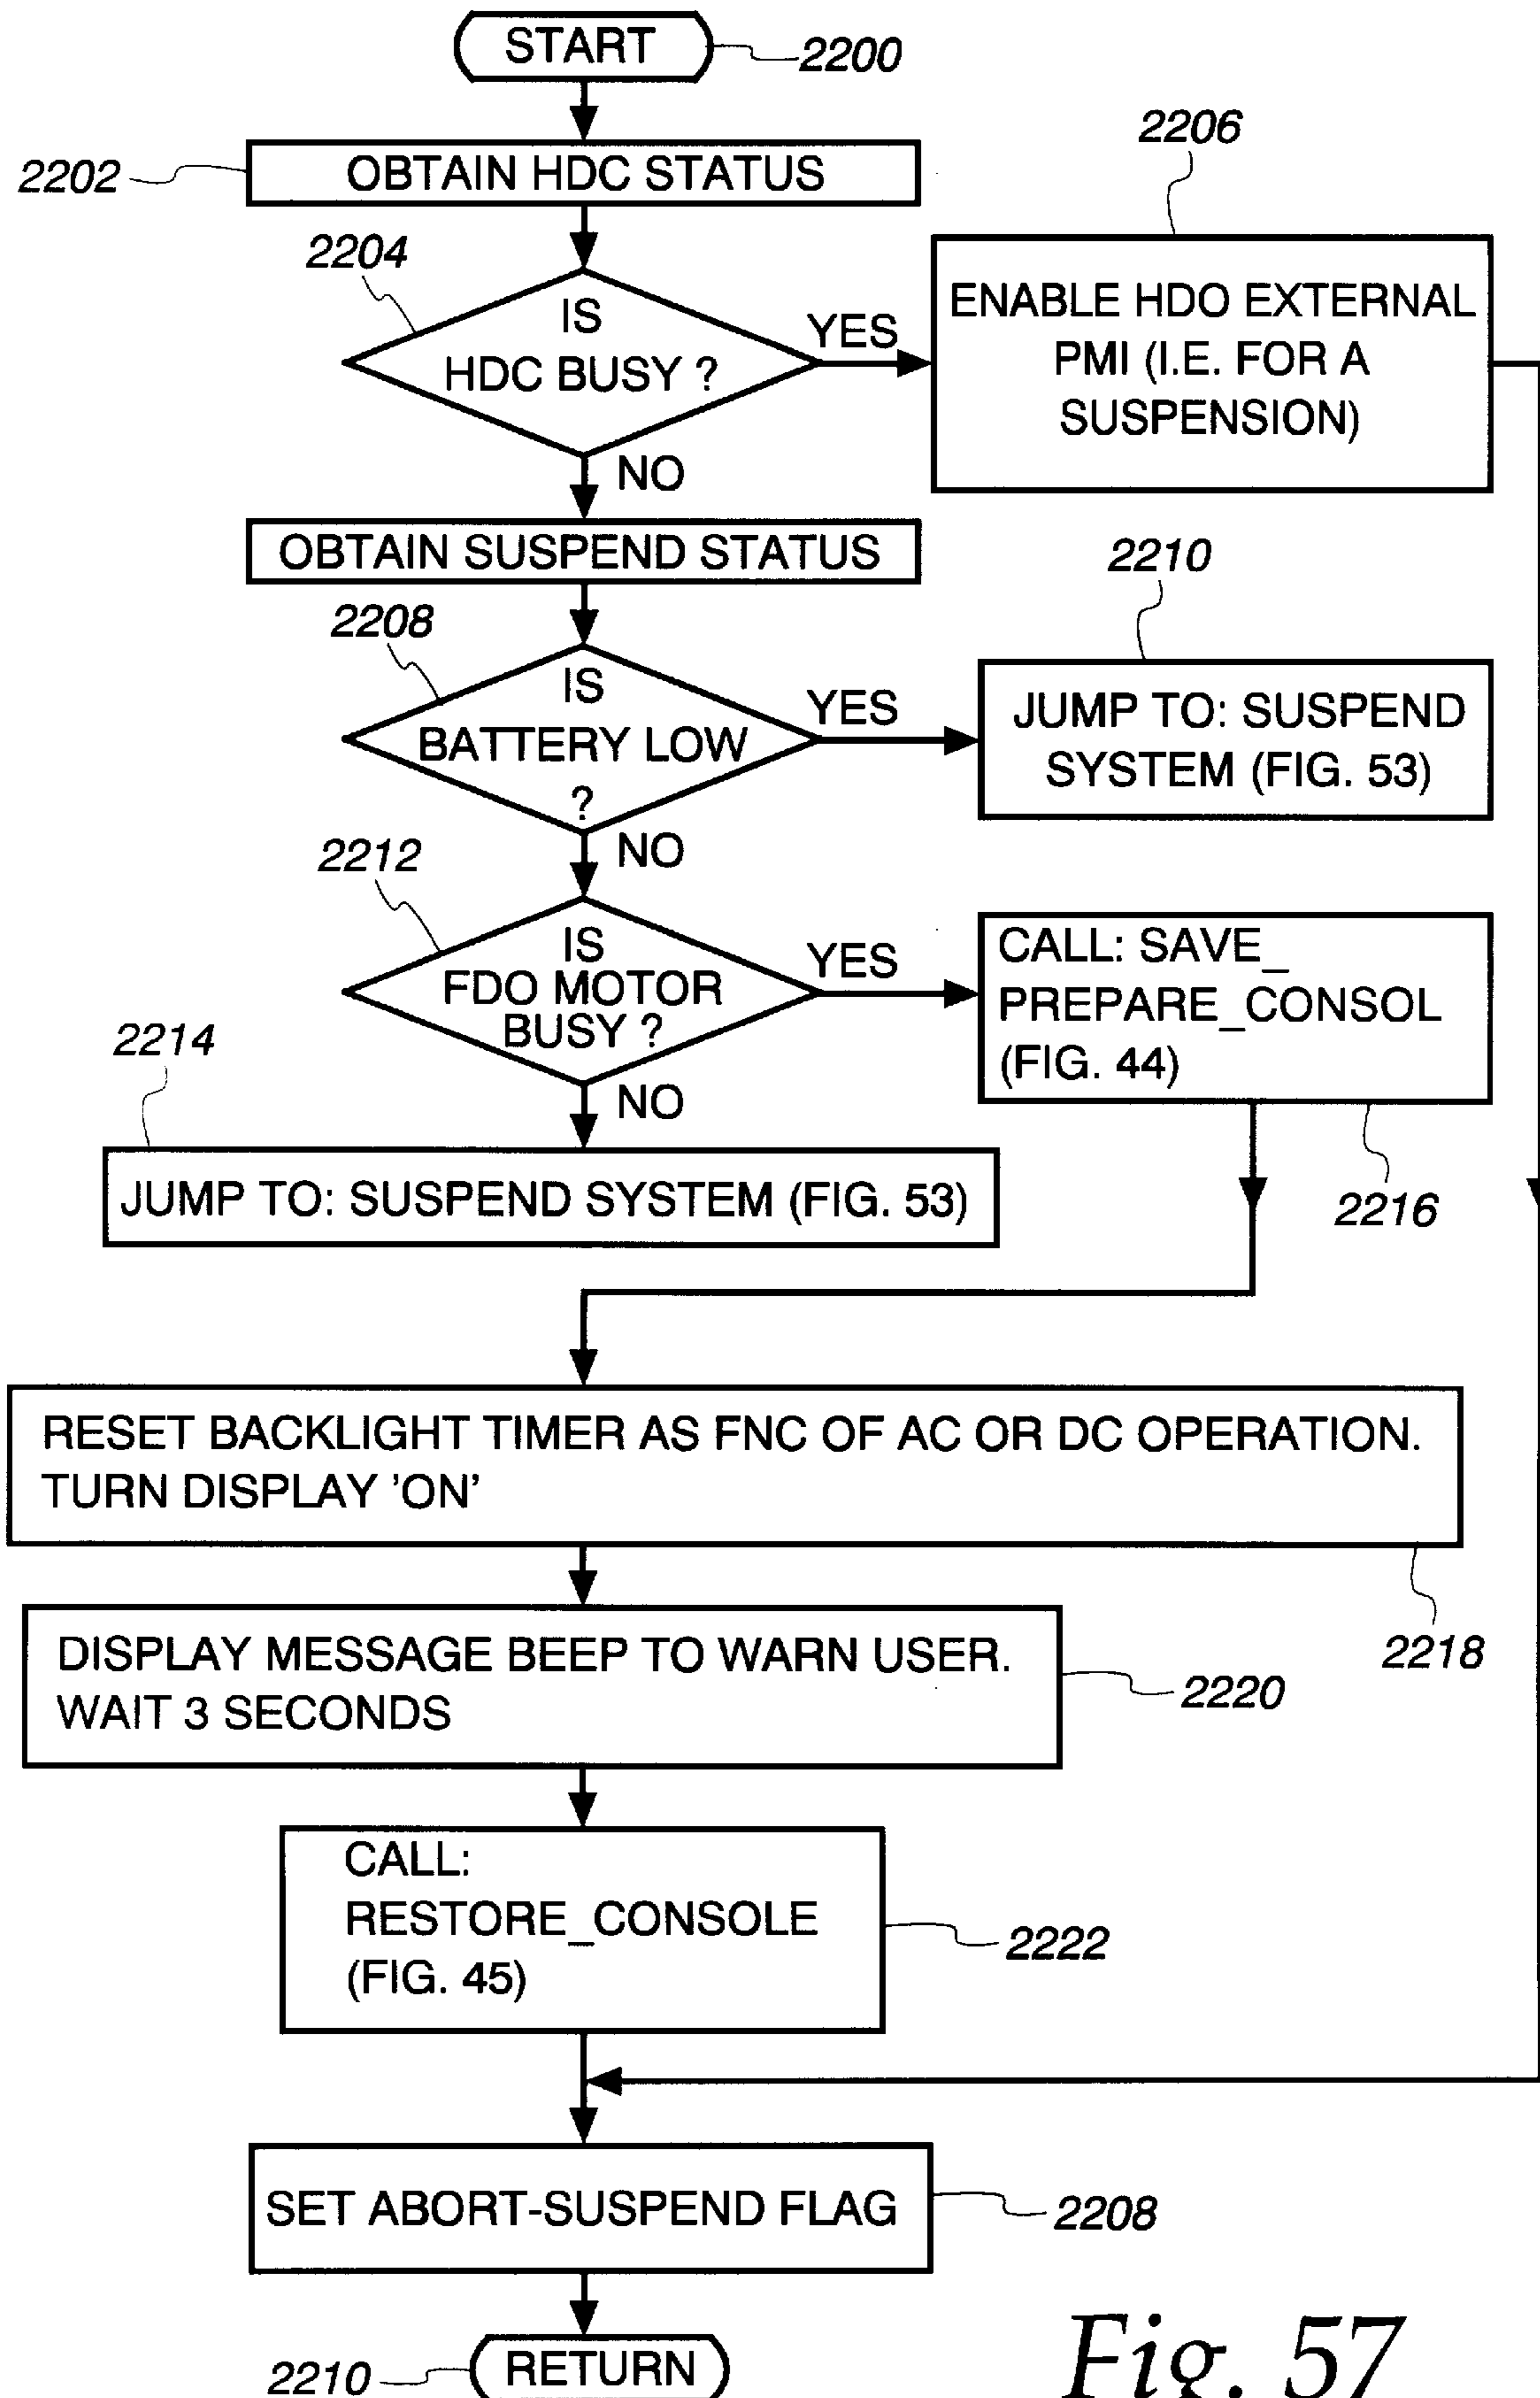 START
2200
2202
OBTAIN HDC STATUS
2206
2204
IS
HDC BUSY ?
YES
ENABLE HDO EXTERNAL
PMI (I.E. FOR A
SUSPENSION)
NO
OBTAIN SUSPEND STATUS
2210
2208
IS
BATTERY LOW
?
YES
JUMP TO: SUSPEND
SYSTEM (FIG. 53)
NO
2212
IS
FDO MOTOR
BUSY ?
YES
CALL: SAVE_
PREPARE_CONSOL
(FIG. 44)
2214
NO
JUMP TO: SUSPEND SYSTEM (FIG. 53)
2216
RESET BACKLIGHT TIMER AS FNC OF AC OR DC OPERATION.
TURN DISPLAY 'ON'
2218
DISPLAY MESSAGE BEEP TO WARN USER.
WAIT 3 SECONDS
2220
CALL:
RESTORE_CONSOLE
(FIG. 45)
2222
SET ABORT-SUSPEND FLAG
2208
2210
RETURN
Fig. 57